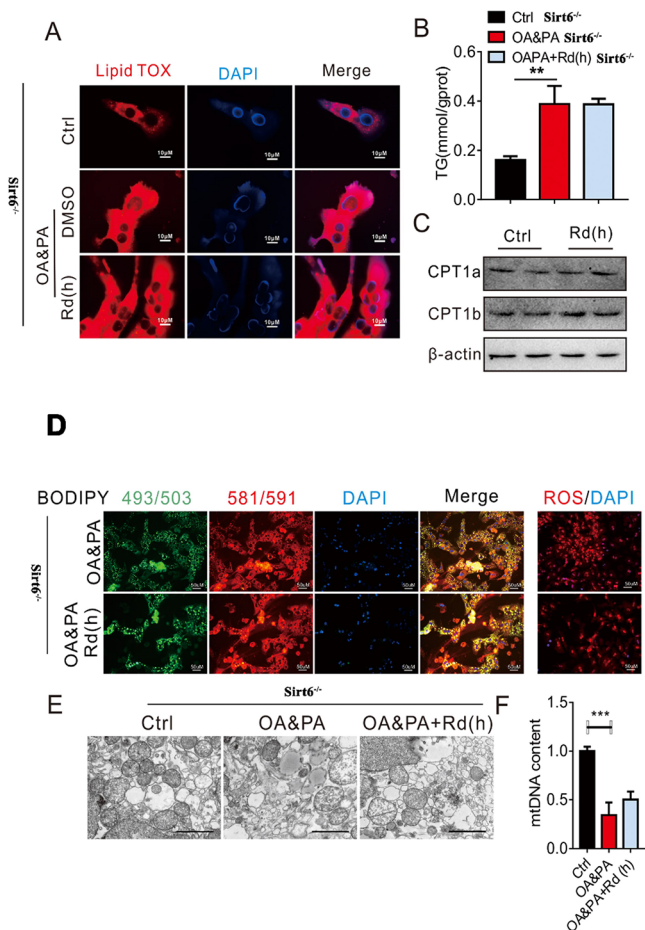 A
Lipid TOX DAPI Merge
Sirt6-/-
Ctrl
10μM 10μM 10μM
OA&PA
DMSO
10μM 10μM 10μM
Rd(h)
10μM 10μM 10μM
B
Ctrl Sirt6-/-
OA&PA Sirt6-/-
OAPA+Rd(h) Sirt6-/-
TG(mmol/gprot)
0.6
0.4
0.2
0.0
**
C
Ctrl Rd(h)
CPT1a
CPT1b
β-actin
D
BODIPY 493/503 581/591 DAPI Merge ROS/DAPI
Sirt6-/-
OA&PA
50μM 50μM 50μM 50μM 50μM
OA&PA
Rd(h)
50μM 50μM 50μM 50μM 50μM
E
Sirt6-/-
Ctrl OA&PA OA&PA+Rd(h)
F
mtDNA content
1.5
1.0
0.5
0.0
***
Ctrl
OA&PA
OA&PA+Rd (h)